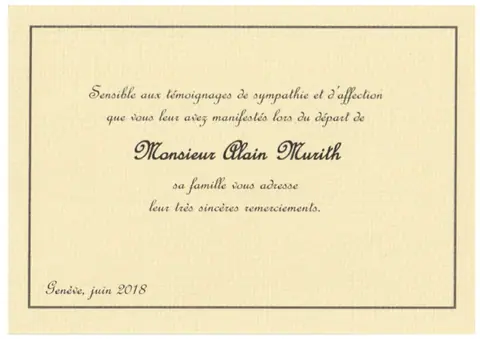 Sensible aux témoignages de sympathie et d'affection
que vous leur avez manifestés lors du départ de
Monsieur Alain Murith
sa famille vous adresse
leur très sincères remerciements.
Genève, juin 2018